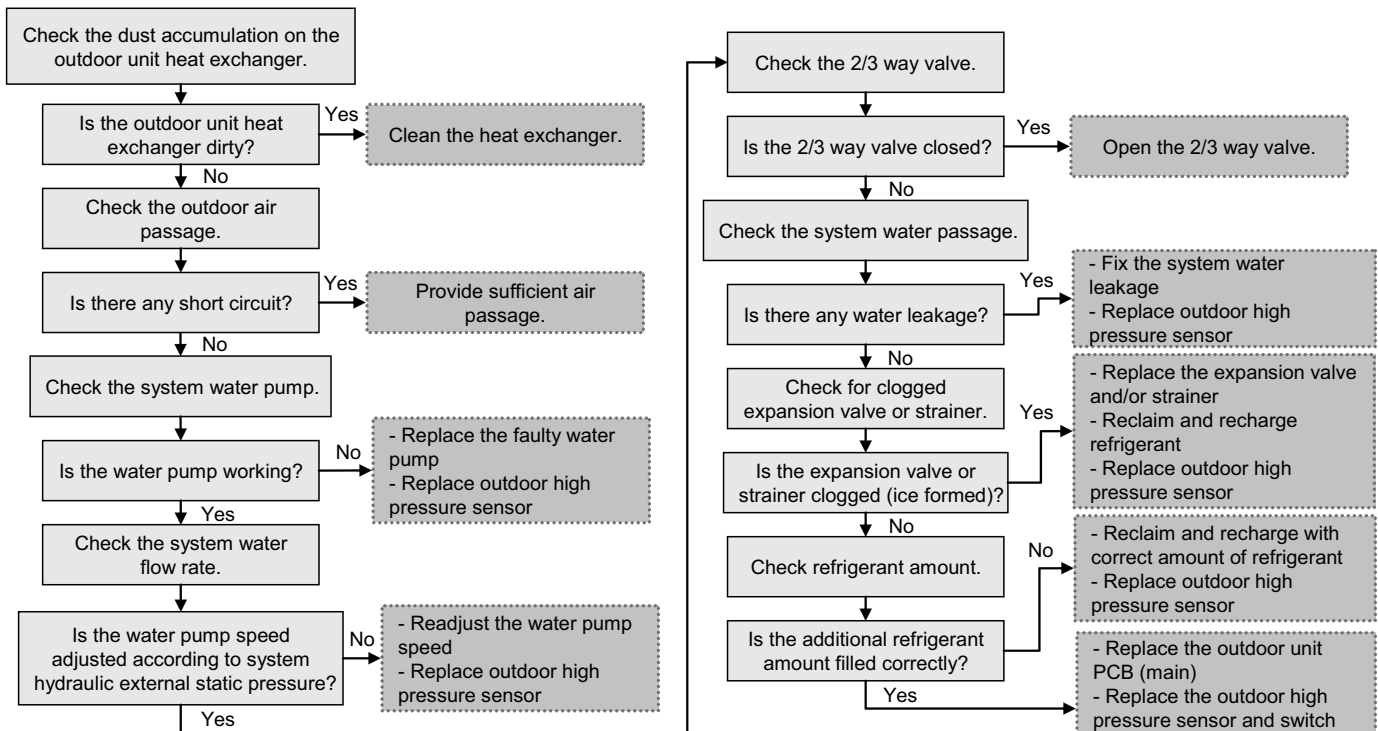 Check the dust accumulation on the
outdoor unit heat exchanger.
Is the outdoor unit heat
exchanger dirty?
Yes
Clean the heat exchanger.
No
Check the outdoor air
passage.
Is there any short circuit?
Yes
Provide sufficient air
passage.
No
Check the system water pump.
Is the water pump working?
No
- Replace the faulty water
pump
- Replace outdoor high
pressure sensor
Yes
Check the system water
flow rate.
Is the water pump speed
adjusted according to system
hydraulic external static pressure?
No
- Readjust the water pump
speed
- Replace outdoor high
pressure sensor
Yes
Check the 2/3 way valve.
Is the 2/3 way valve closed?
Yes
Open the 2/3 way valve.
No
Check the system water passage.
Is there any water leakage?
Yes
- Fix the system water
leakage
- Replace outdoor high
pressure sensor
No
Check for clogged
expansion valve or strainer.
Is the expansion valve or
strainer clogged (ice formed)?
Yes
- Replace the expansion valve
and/or strainer
- Reclaim and recharge
refrigerant
- Replace outdoor high
pressure sensor
No
Check refrigerant amount.
Is the additional refrigerant
amount filled correctly?
No
- Reclaim and recharge with
correct amount of refrigerant
- Replace outdoor high
pressure sensor
Yes
- Replace the outdoor unit
PCB (main)
- Replace the outdoor high
pressure sensor and switch